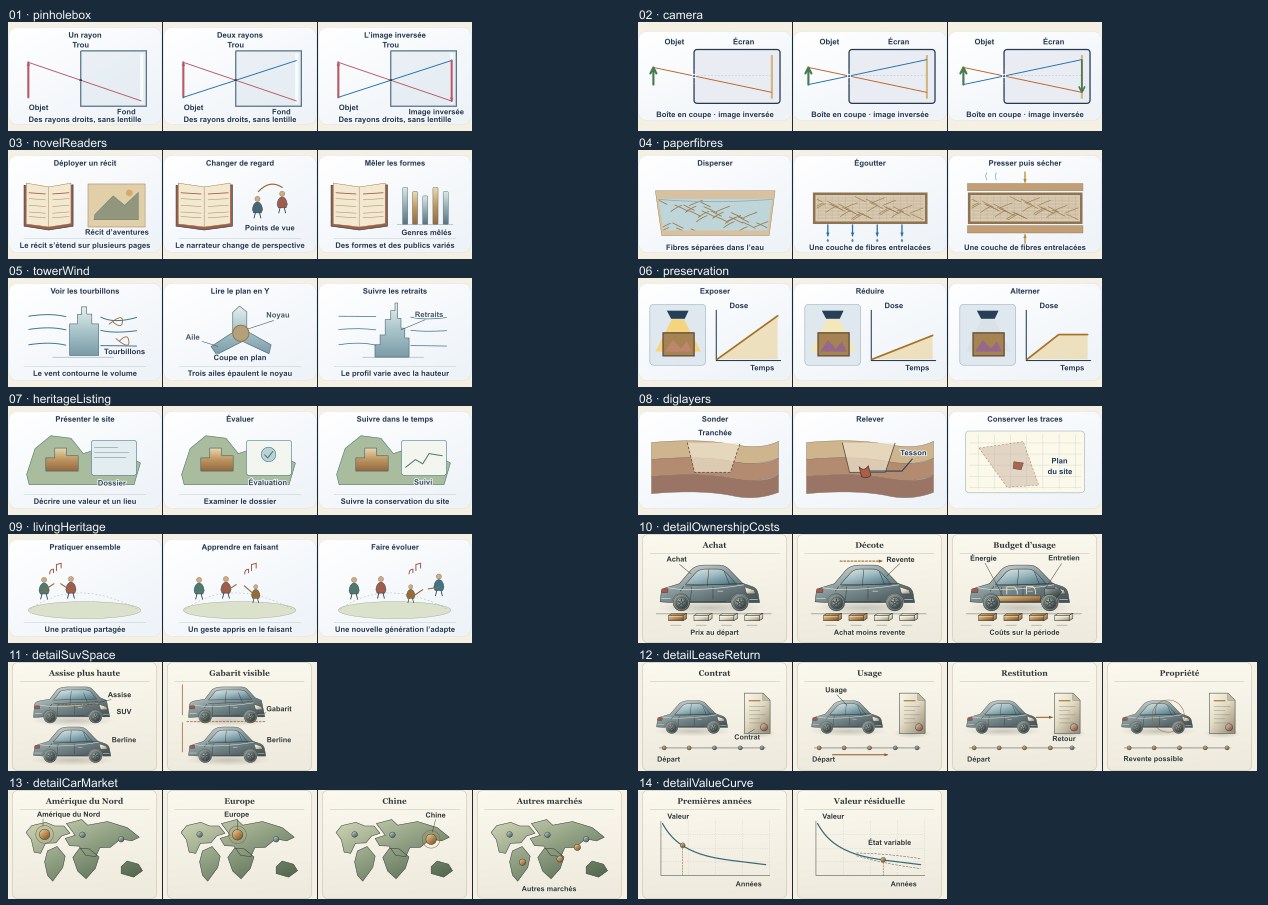 01 · pinholebox
Un rayon
Trou
Objet
Fond
Des rayons droits, sans lentille
Deux rayons
Trou
Objet
Fond
Des rayons droits, sans lentille
L'image inversée
Trou
Objet
Image inversée
Des rayons droits, sans lentille
02 · camera
Objet
Écran
Boîte en coupe · image inversée
Objet
Écran
Boîte en coupe · image inversée
Objet
Écran
Boîte en coupe · image inversée
03 · novelReaders
Déployer un récit
Récit d'aventures
Le récit s'étend sur plusieurs pages
Changer de regard
Points de vue
Le narrateur change de perspective
Mêler les formes
Genres mêlés
Des formes et des publics variés
04 · paperfibres
Disperser
Fibres séparées dans l'eau
Égoutter
Une couche de fibres entrelacées
Presser puis sécher
Une couche de fibres entrelacées
05 · towerWind
Voir les tourbillons
Tourbillons
Le vent contourne le volume
Lire le plan en Y
Noyau
Aile
Coupe en plan
Trois ailes épaulent le noyau
Suivre les retraits
Retraits
Le profil varie avec la hauteur
06 · preservation
Exposer
Dose
Temps
Réduire
Dose
Temps
Alterner
Dose
Temps
07 · heritageListing
Présenter le site
Dossier
Décrire une valeur et un lieu
Évaluer
Évaluation
Examiner le dossier
Suivre dans le temps
Suivi
Suivre la conservation du site
08 · diglayers
Sonder
Tranchée
Relever
Tesson
Conserver les traces
Plan
du site
09 · livingHeritage
Pratiquer ensemble
Une pratique partagée
Apprendre en faisant
Un geste appris en le faisant
Faire évoluer
Une nouvelle génération l'adapte
10 · detailOwnershipCosts
Achat
Achat
Prix au départ
Décote
Revente
Achat moins revente
Budget d'usage
Énergie
Entretien
Coûts sur la période
11 · detailSuvSpace
Assise plus haute
Assise
SUV
Berline
Gabarit visible
Gabarit
Berline
12 · detailLeaseReturn
Contrat
Contrat
Départ
Usage
Usage
Départ
Restitution
Retour
Départ
Propriété
Revente possible
13 · detailCarMarket
Amérique du Nord
Amérique du Nord
Europe
Europe
Chine
Chine
Autres marchés
Autres marchés
14 · detailValueCurve
Premières années
Valeur
Années
Valeur résiduelle
Valeur
État variable
Années